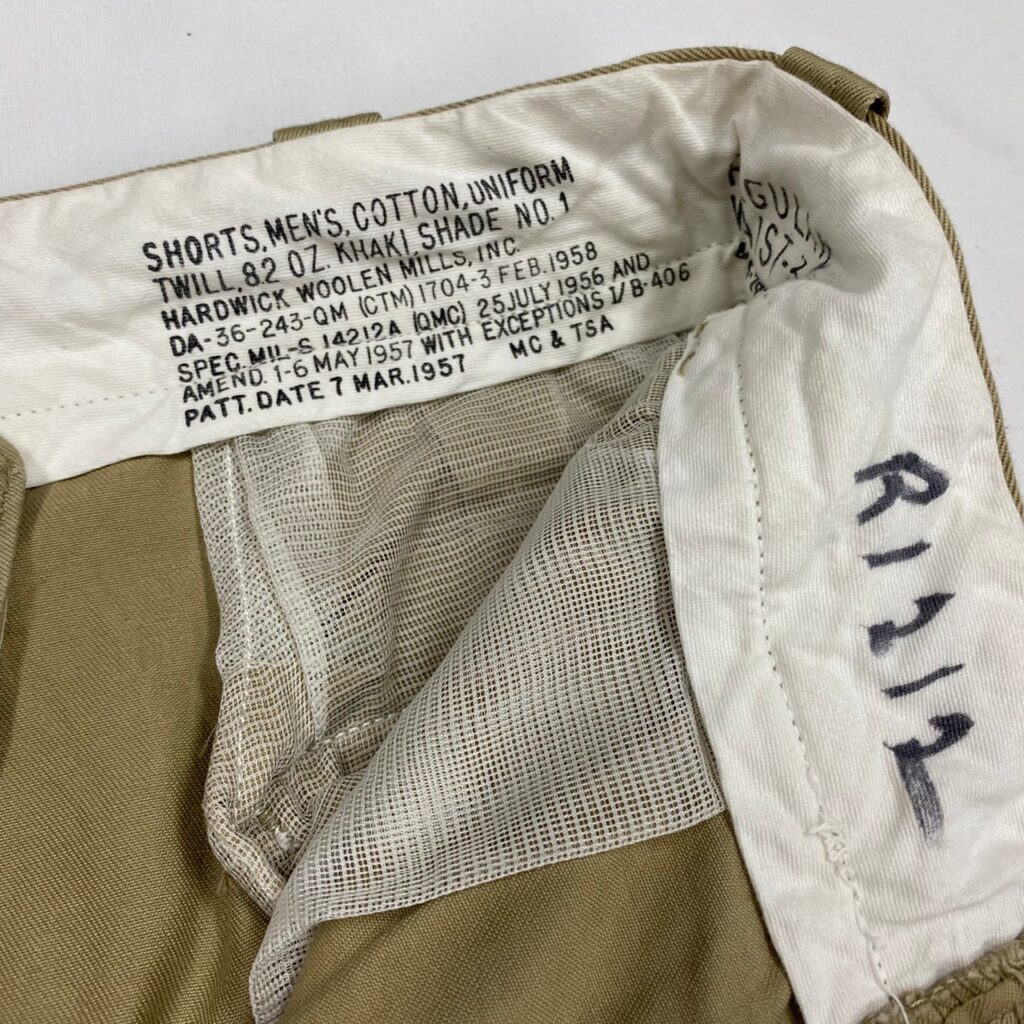 SHORTS, MEN'S, COTTON, UNIFORM
TWILL, 8.2 OZ. KHAKI SHADE NO. 1
HARDWICK WOOLEN MILLS, INC.
DA-36-243-QM (CTM) 1704-3 FEB. 1958
SPEC. MIL-S 14212A (QMC) 25 JULY 1956 AND
AMEND. 1-6 MAY 1957 WITH EXCEPTIONS 1/ B-406
PATT. DATE 7 MAR. 1957 MC & TSA
R1212